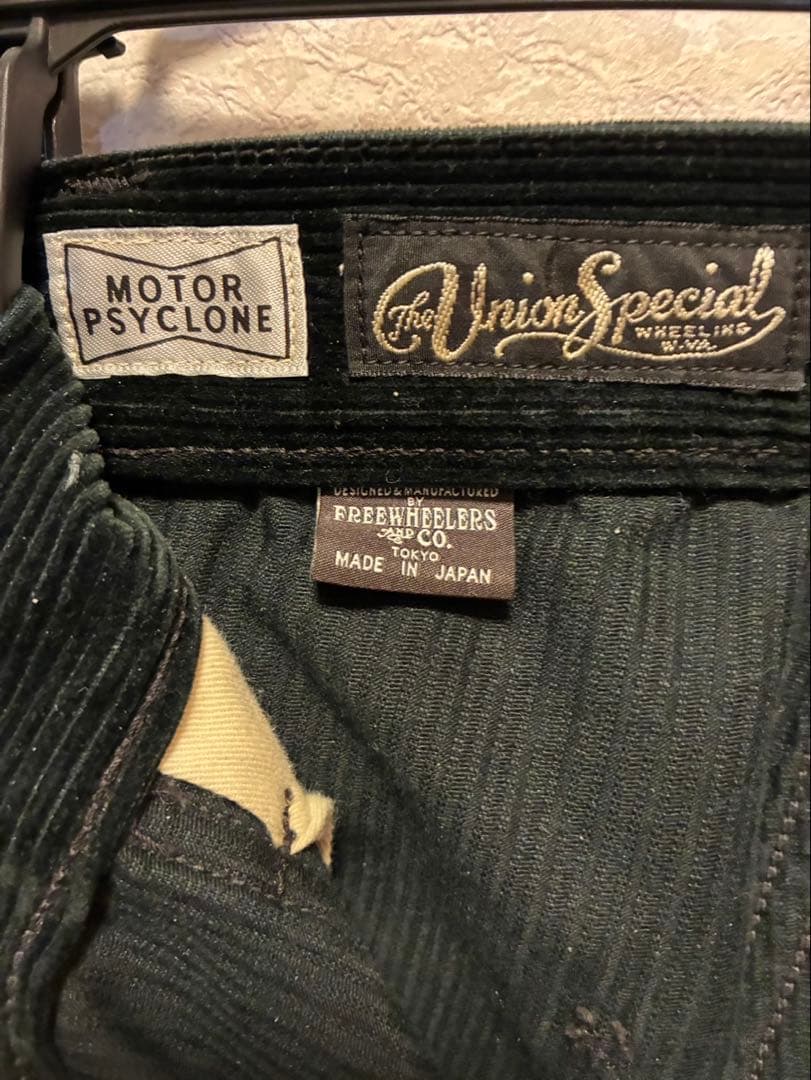 MOTOR
PSYCLONE
The Union Special
WHEELING
W.VA.
DESIGNED & MANUFACTURED
BY
FREEWHEELERS
AND CO.
TOKYO
MADE IN JAPAN